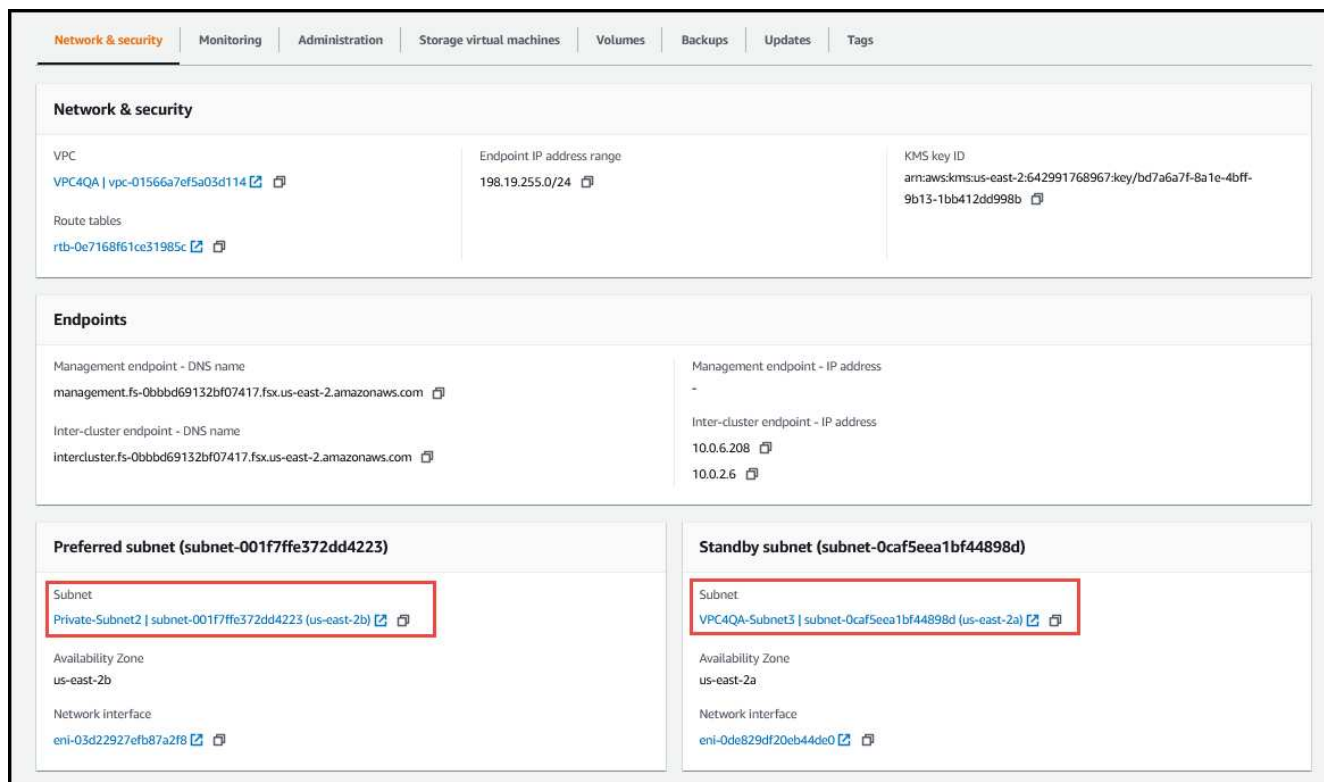 Network & security
Monitoring
Administration
Storage virtual machines
Volumes
Backups
Updates
Tags
Network & security
VPC
VPC4QA | vpc-01566a7ef5a03d114
Route tables
rtb-0e7168f61ce31985c
Endpoint IP address range
198.19.255.0/24
KMS key ID
arn:aws:kms:us-east-2:642991768967:key/bd7a6a7f-8a1e-4bff-
9b13-1bb412dd998b
Endpoints
Management endpoint - DNS name
management.fs-0bbbd69132bf07417.fsx.us-east-2.amazonaws.com
Inter-cluster endpoint - DNS name
intercluster.fs-0bbbd69132bf07417.fsx.us-east-2.amazonaws.com
Management endpoint - IP address
-
Inter-cluster endpoint - IP address
10.0.6.208
10.0.2.6
Preferred subnet (subnet-001f7ffe372dd4223)
Subnet
Private-Subnet2 | subnet-001f7ffe372dd4223 (us-east-2b)
Availability Zone
us-east-2b
Network interface
eni-03d22927efb87a2f8
Standby subnet (subnet-0caf5eea1bf44898d)
Subnet
VPC4QA-Subnet3 | subnet-0caf5eea1bf44898d (us-east-2a)
Availability Zone
us-east-2a
Network interface
eni-0de829df20eb44de0